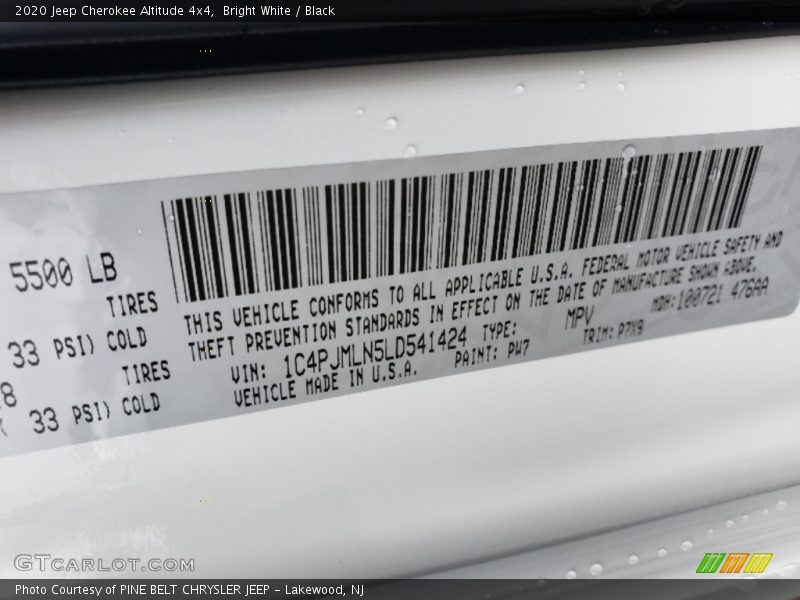 2020 Jeep Cherokee Altitude 4x4, Bright White / Black
5500 LB
TIRES
33 PSI) COLD
TIRES
33 PSI) COLD
THIS VEHICLE CONFORMS TO ALL APPLICABLE U.S.A. FEDERAL MOTOR VEHICLE SAFETY AND
THEFT PREVENTION STANDARDS IN EFFECT ON THE DATE OF MANUFACTURE SHOWN ABOVE.
VIN: 1C4PJMLN5LD541424 TYPE: MPV MDH:100721 476AA
VEHICLE MADE IN U.S.A. PAINT: PW7 TRIM: P7X9
GTCARLOT.COM
Photo Courtesy of PINE BELT CHRYSLER JEEP - Lakewood, NJ